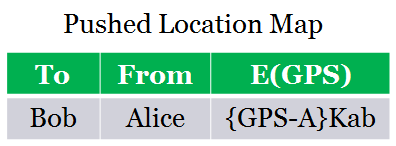 Pushed Location Map
To From E(GPS)
Bob Alice {GPS-A}Kab